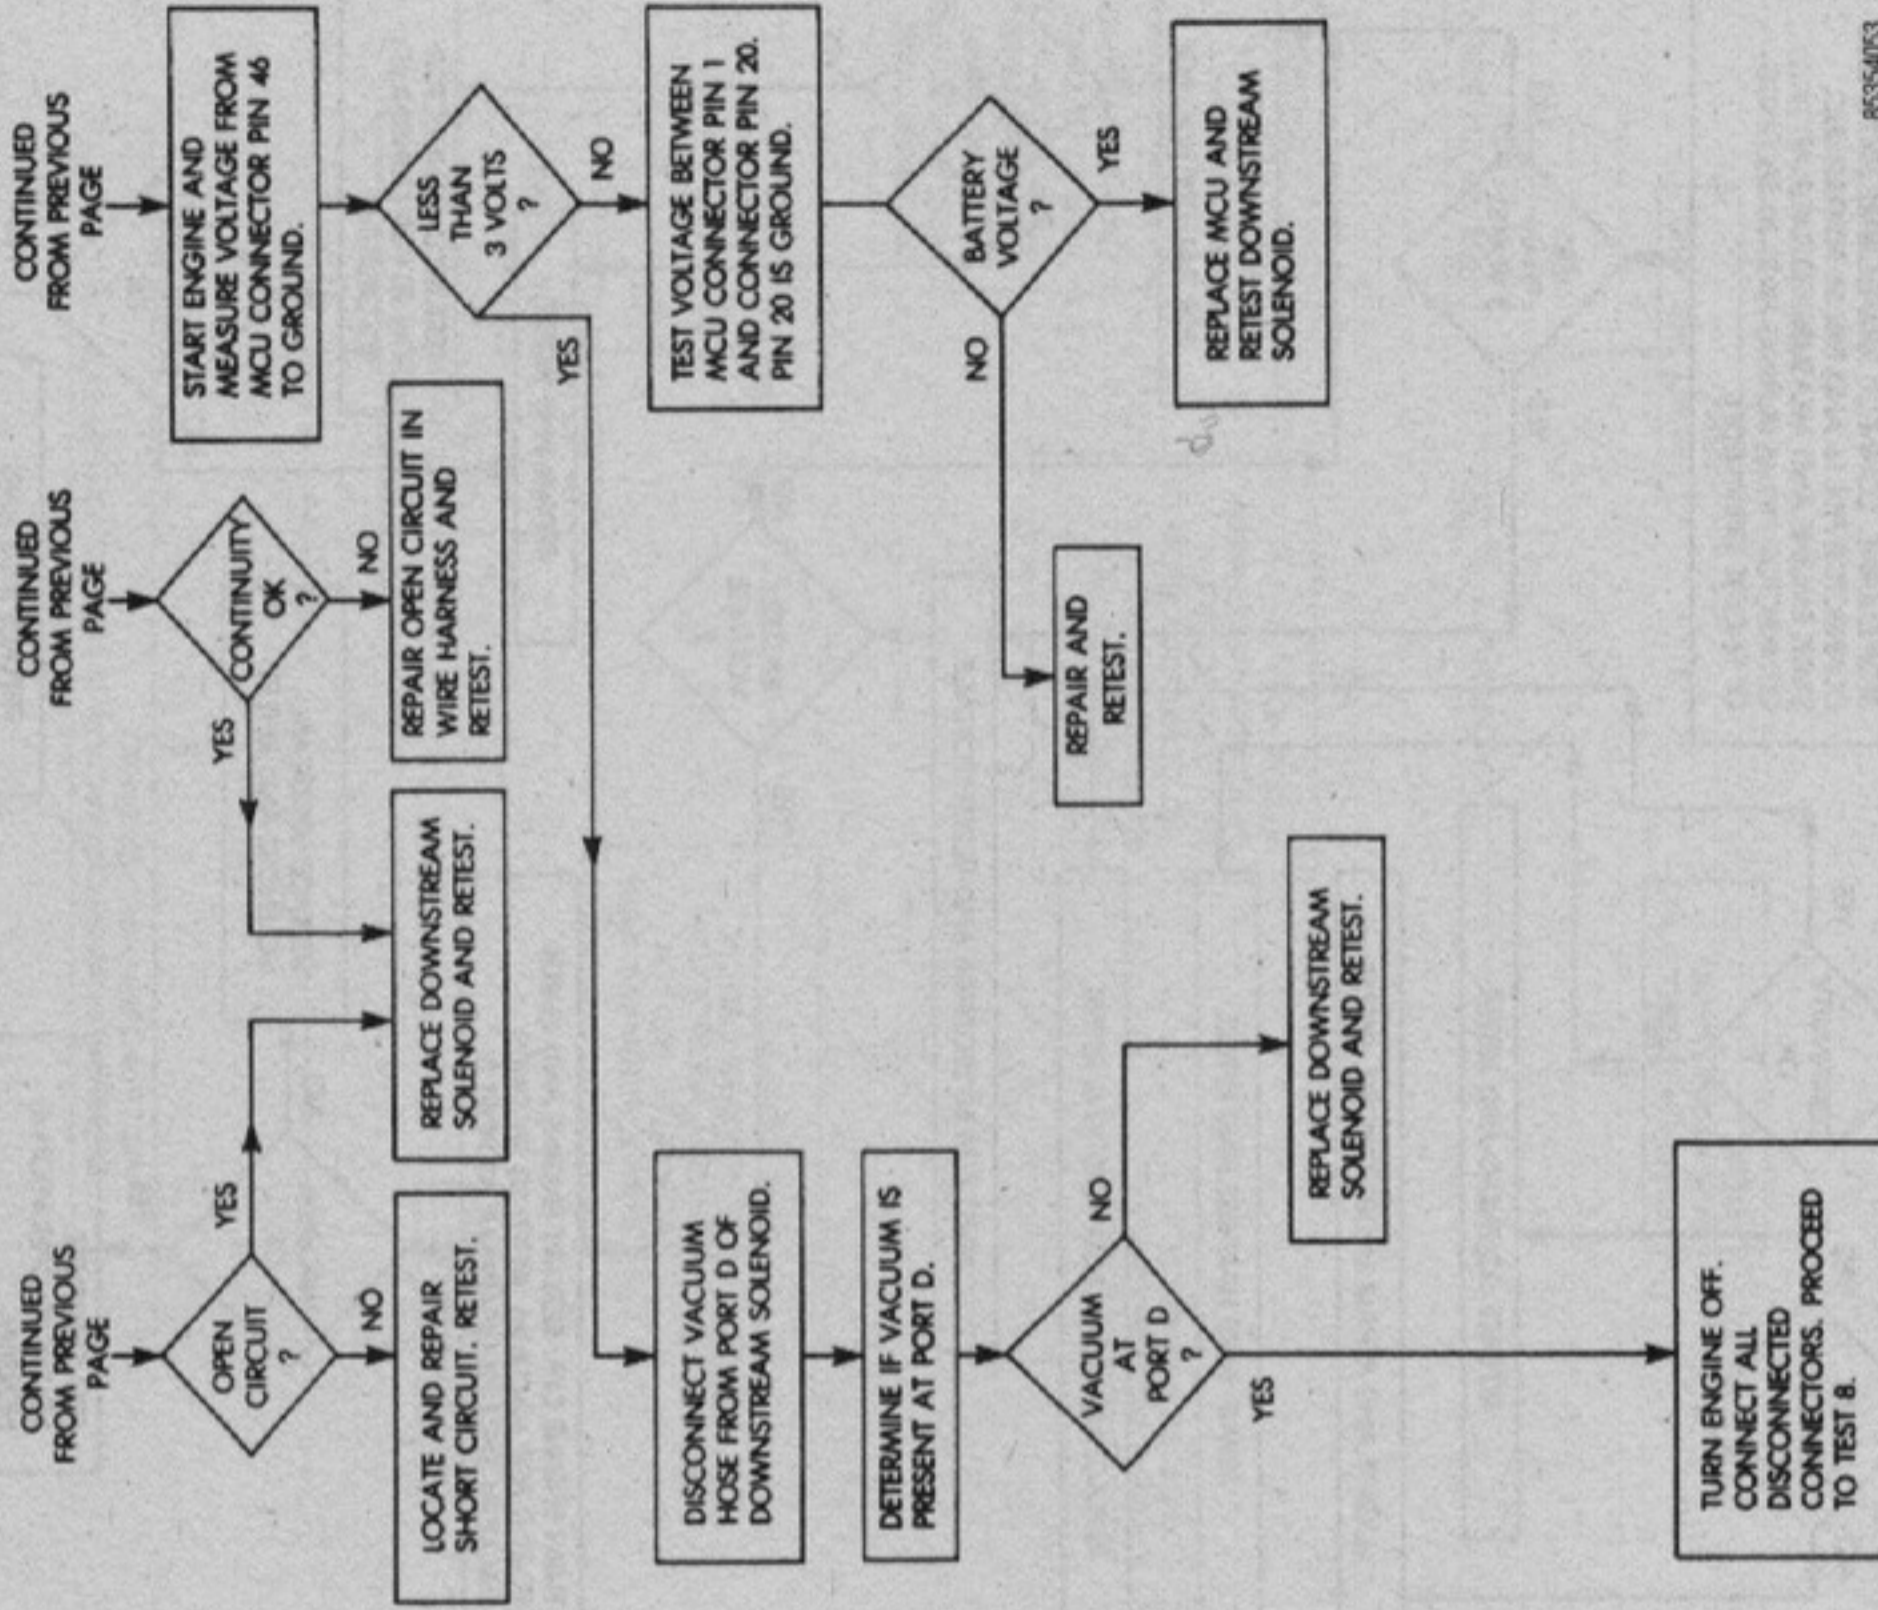 CONTINUED
FROM PREVIOUS
PAGE
OPEN
CIRCUIT
?
YES
NO
LOCATE AND REPAIR
SHORT CIRCUIT. RETEST.
REPLACE DOWNSTREAM
SOLENOID AND RETEST.
CONTINUED
FROM PREVIOUS
PAGE
CONTINUITY
OK
?
YES
NO
REPAIR OPEN CIRCUIT IN
WIRE HARNESS AND
RETEST.
CONTINUED
FROM PREVIOUS
PAGE
START ENGINE AND
MEASURE VOLTAGE FROM
MCU CONNECTOR PIN 46
TO GROUND.
LESS
THAN
3 VOLTS
?
YES
NO
DISCONNECT VACUUM
HOSE FROM PORT D OF
DOWNSTREAM SOLENOID.
DETERMINE IF VACUUM IS
PRESENT AT PORT D.
VACUUM
AT
PORT D
?
NO
YES
REPLACE DOWNSTREAM
SOLENOID AND RETEST.
TURN ENGINE OFF.
CONNECT ALL
DISCONNECTED
CONNECTORS. PROCEED
TO TEST 8.
TEST VOLTAGE BETWEEN
MCU CONNECTOR PIN 1
AND CONNECTOR PIN 20.
PIN 20 IS GROUND.
BATTERY
VOLTAGE
?
NO
YES
REPAIR AND
RETEST.
REPLACE MCU AND
RETEST DOWNSTREAM
SOLENOID.
85354053